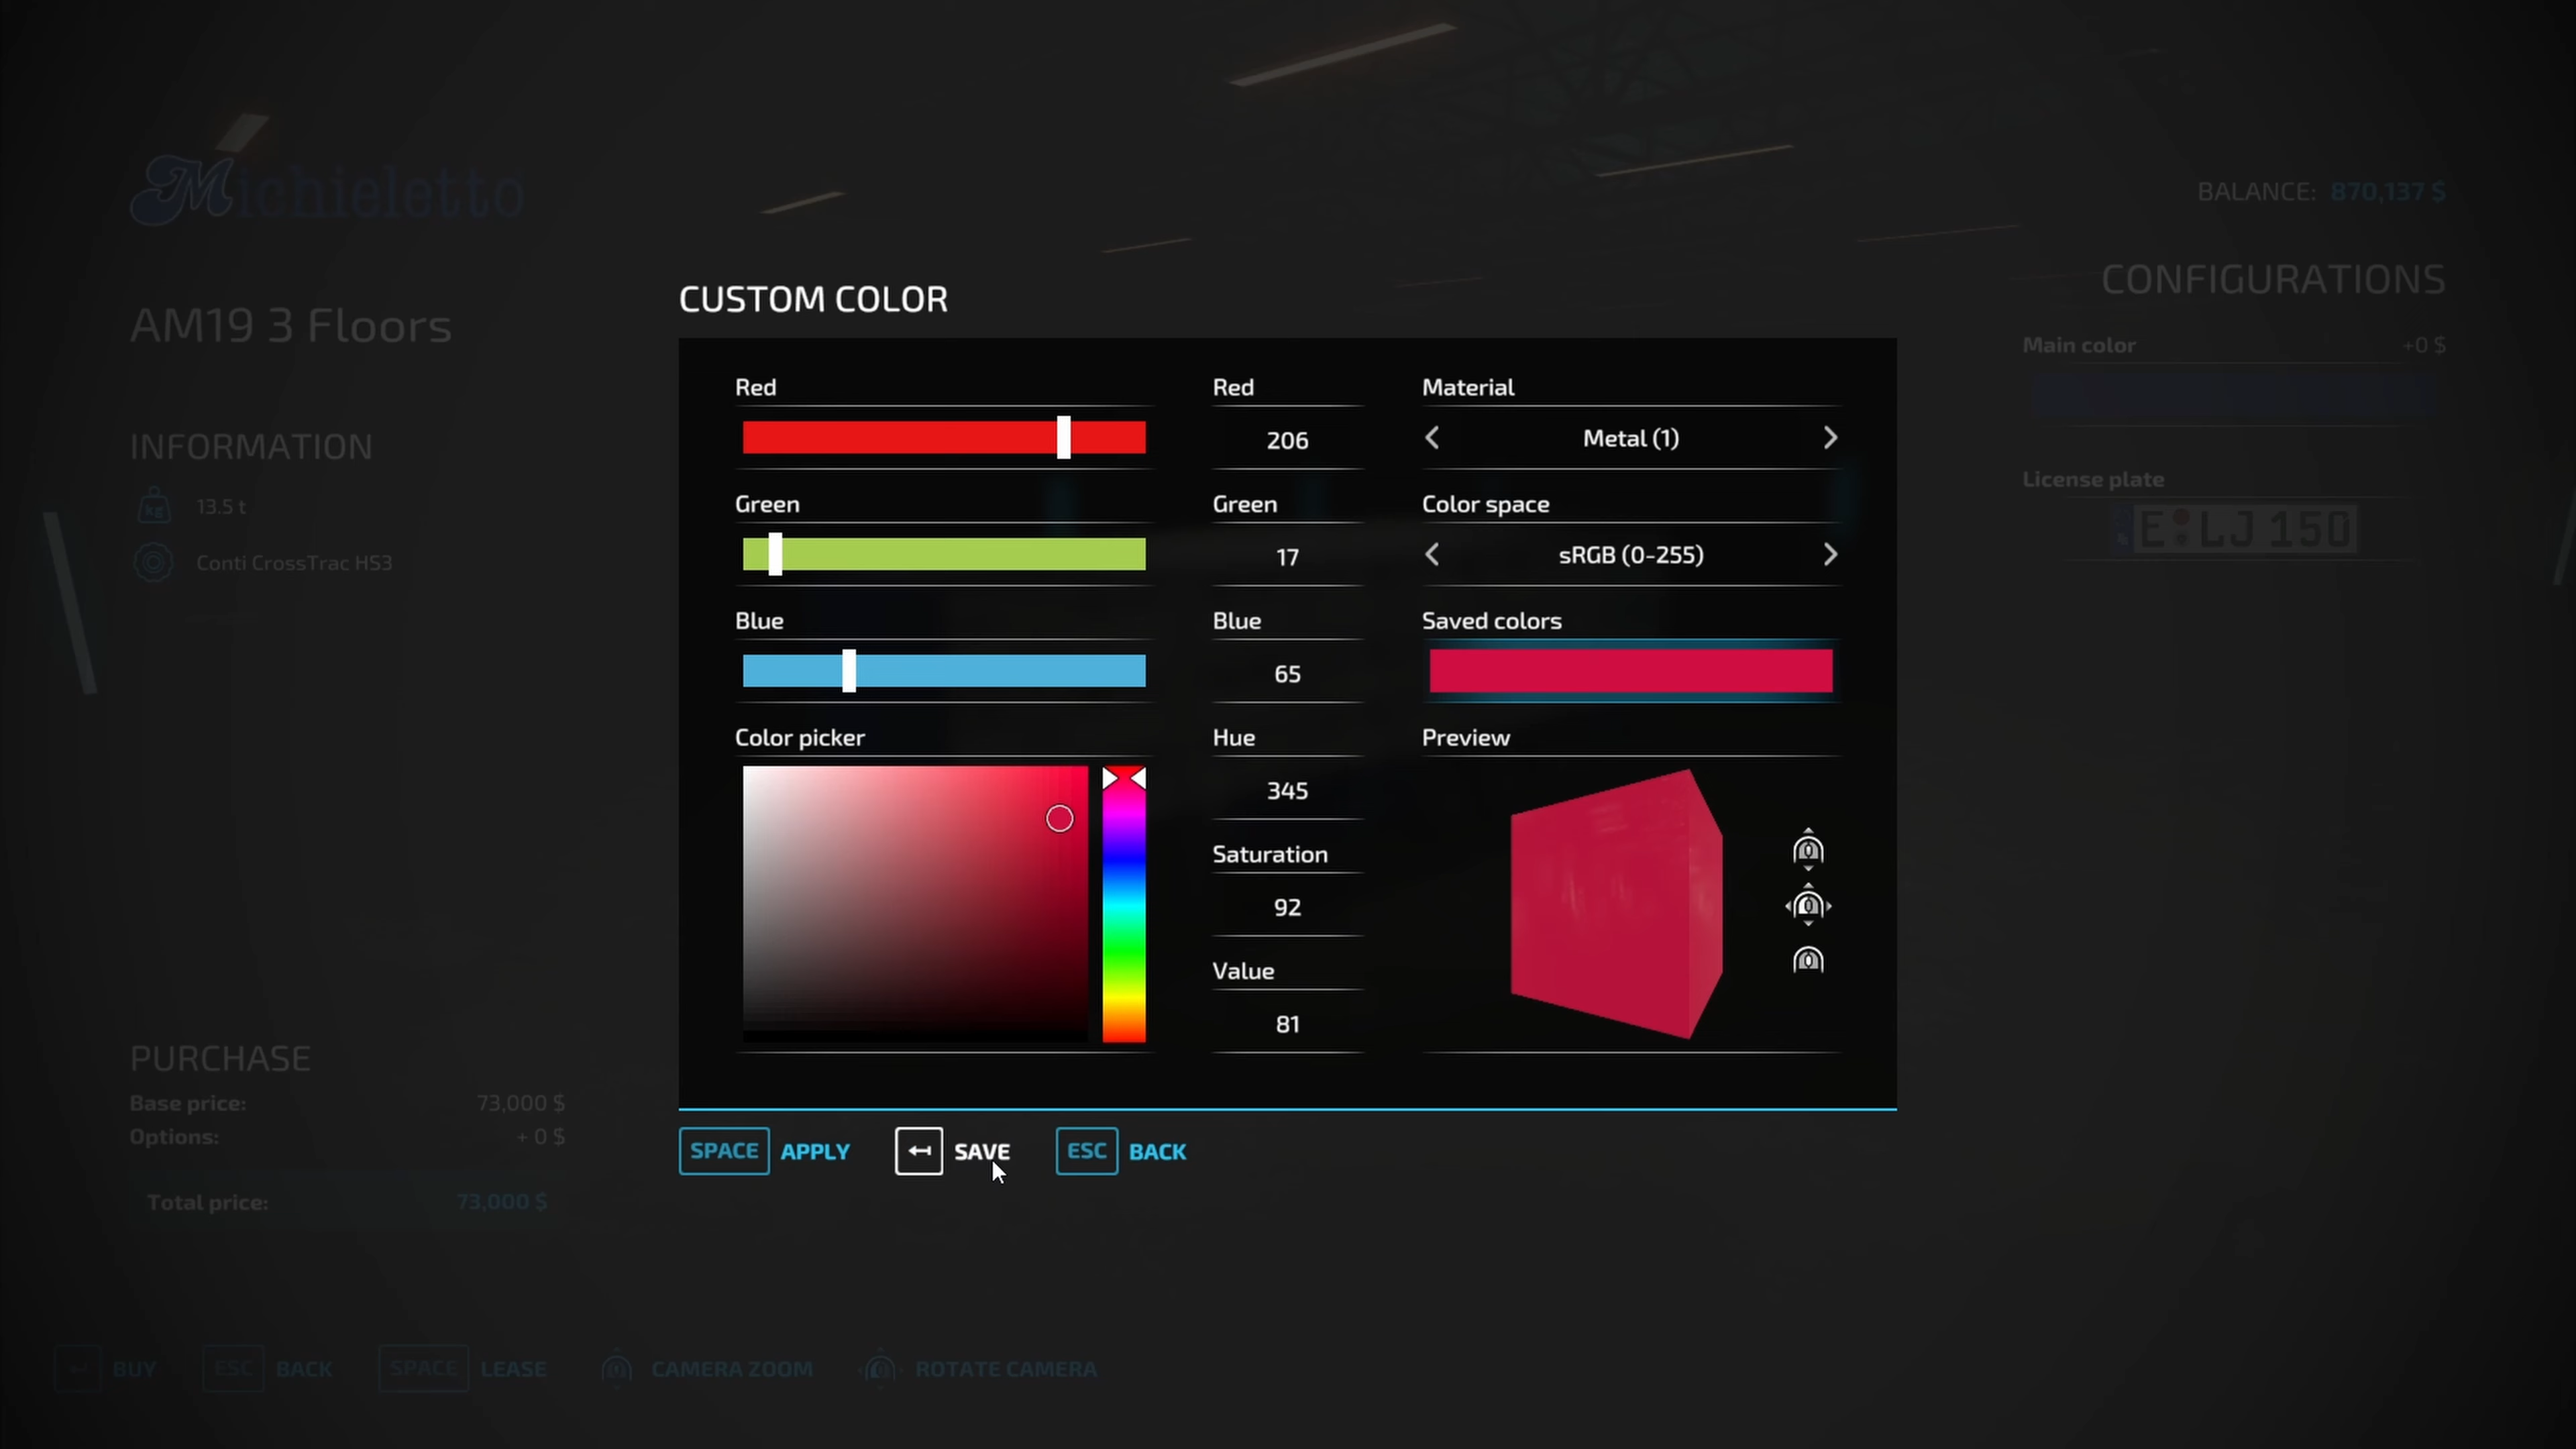 Michieletto
BALANCE: 870,137 $
AM19 3 Floors
INFORMATION
kg 13.5 t
Conti CrossTrac HS3
PURCHASE
Base price: 73,000 $
Options: + 0 $
Total price: 73,000 $
CUSTOM COLOR
Red
Green
Blue
Color picker
Red
206
Green
17
Blue
65
Hue
345
Saturation
92
Value
81
Material
Metal (1)
Color space
sRGB (0-255)
Saved colors
Preview
SPACE APPLY SAVE ESC BACK
CONFIGURATIONS
Main color +0 $
License plate
E LJ 150
BUY ESC BACK SPACE LEASE CAMERA ZOOM ROTATE CAMERA